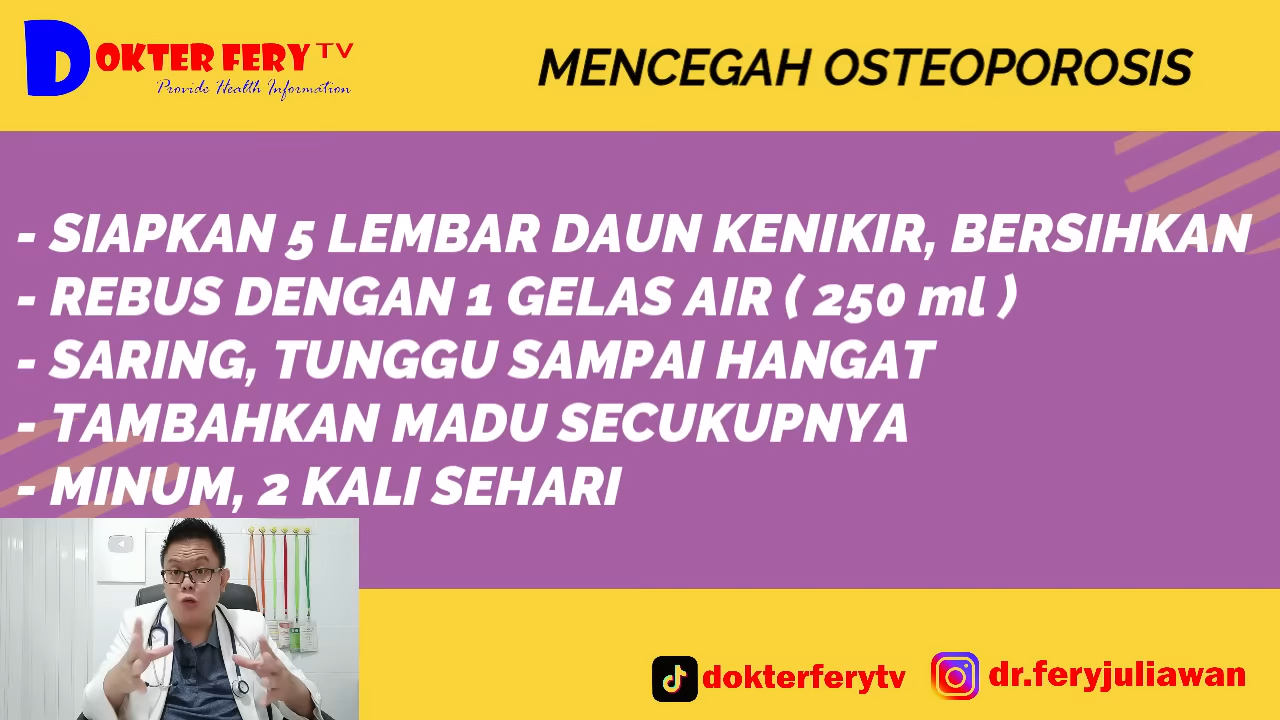 DOKTER FERY TV
Provide Health Information
MENCEGAH OSTEOPOROSIS
- SIAPKAN 5 LEMBAR DAUN KENIKIR, BERSIHKAN
- REBUS DENGAN 1 GELAS AIR ( 250 ml )
- SARING, TUNGGU SAMPAI HANGAT
- TAMBAHKAN MADU SECUKUPNYA
- MINUM, 2 KALI SEHARI
dokterferytv
dr.feryjuliawan